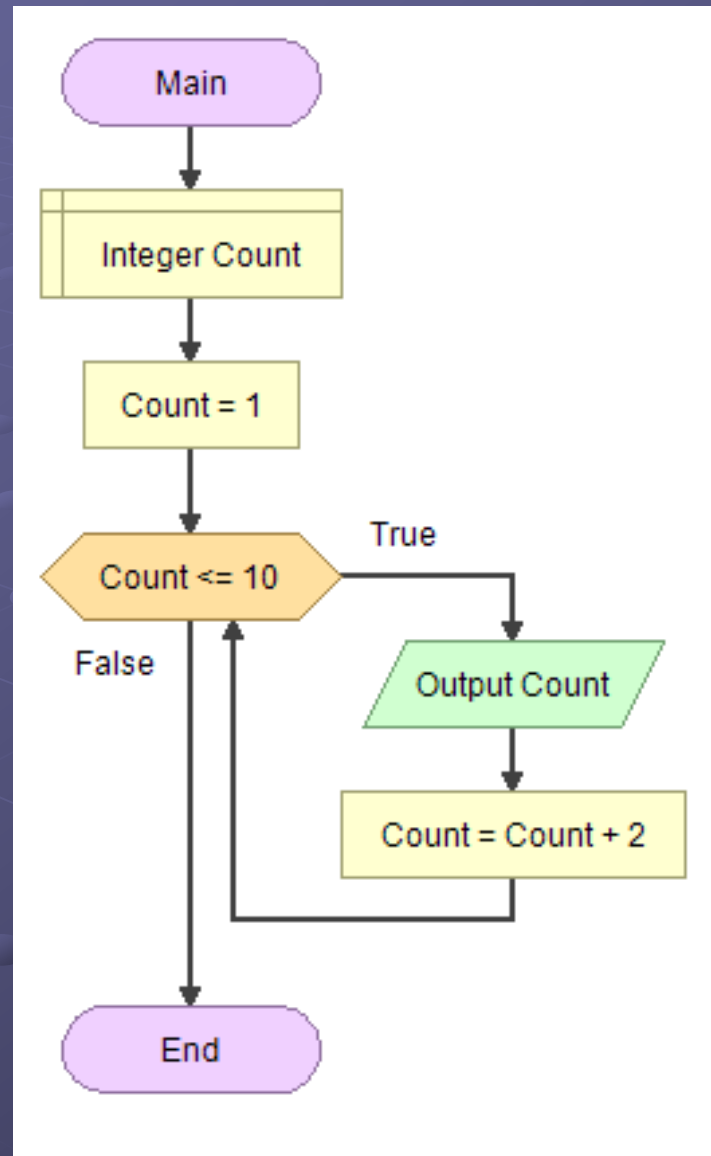 Main
Integer Count
Count = 1
Count <= 10
True
False
Output Count
Count = Count + 2
End